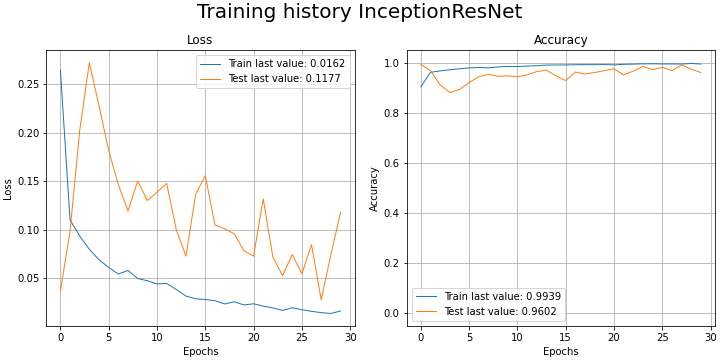 Training history InceptionResNet
Loss
Train last value: 0.0162
Test last value: 0.1177
0.25
0.20
0.15
0.10
0.05
Loss
0 5 10 15 20 25 30
Epochs
Accuracy
1.0
0.8
0.6
0.4
0.2
0.0
Accuracy
Train last value: 0.9939
Test last value: 0.9602
0 5 10 15 20 25 30
Epochs